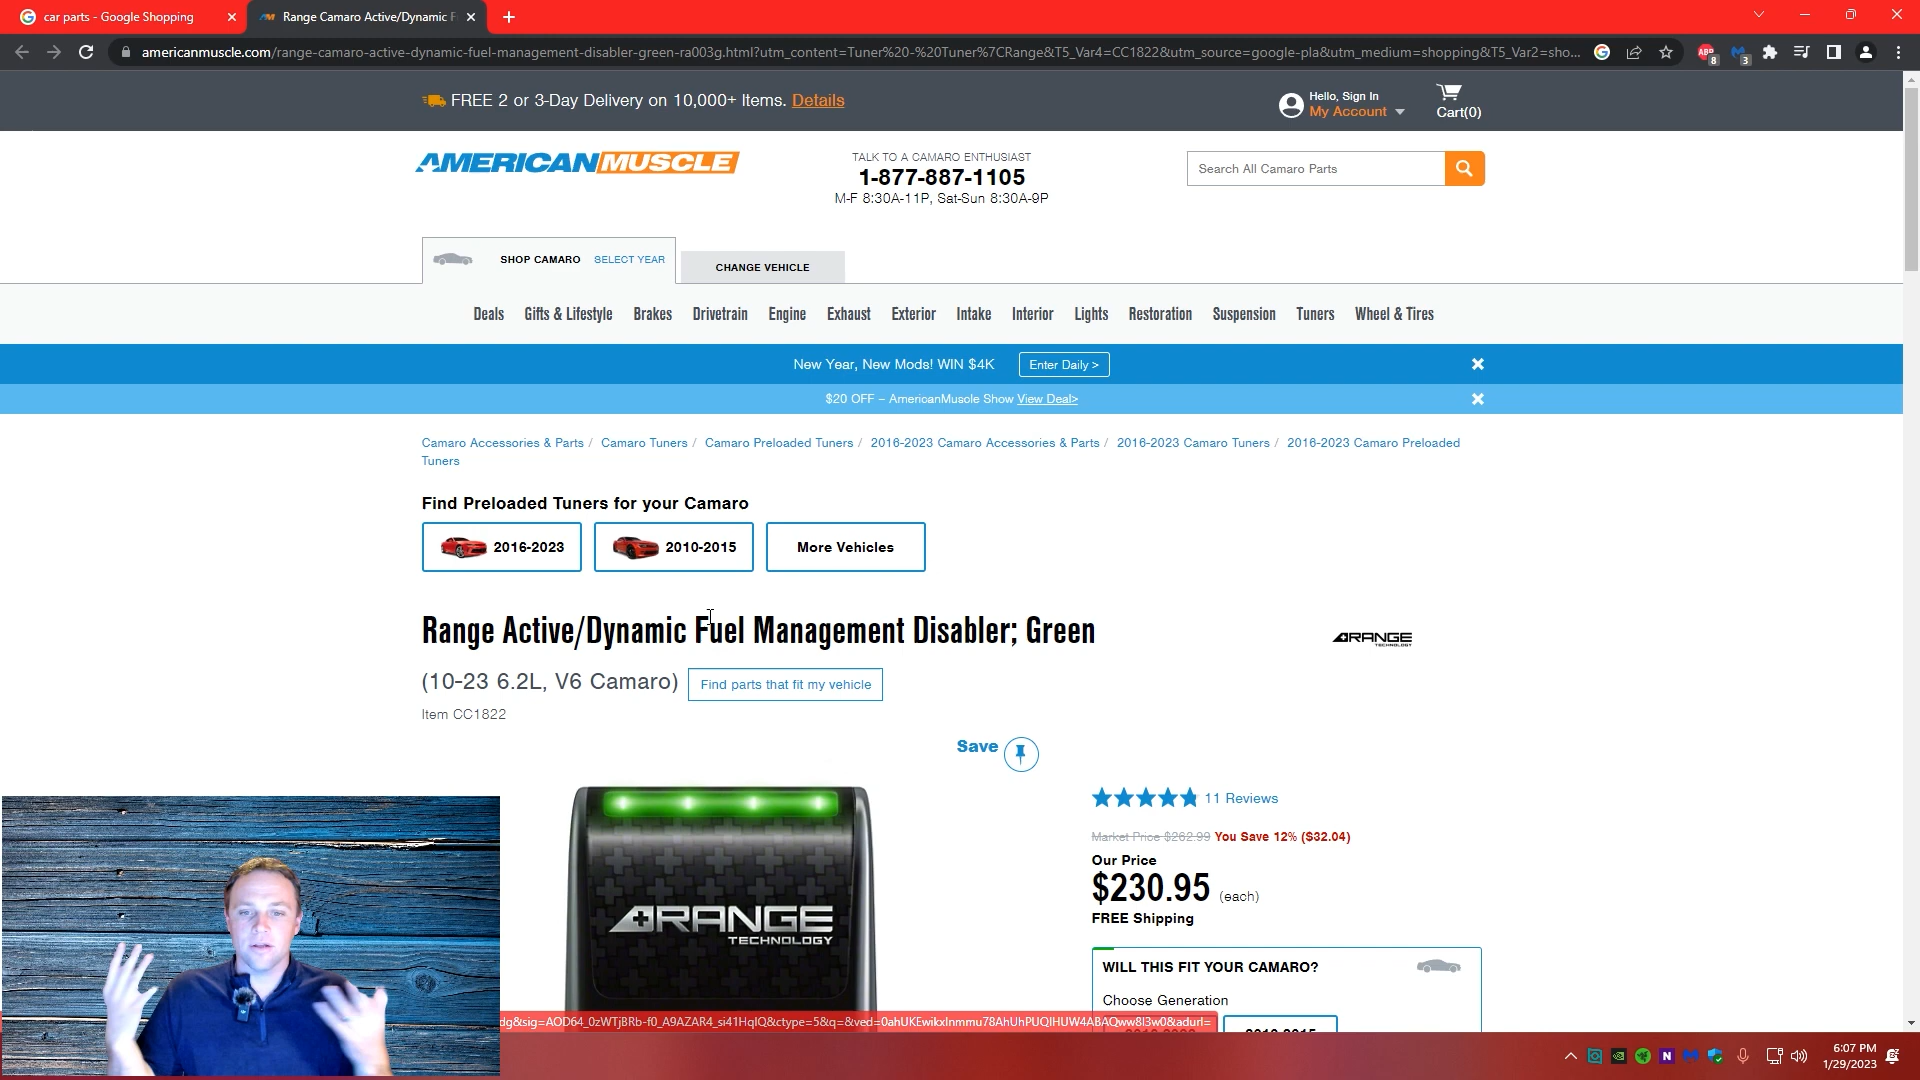 car parts - Google Shopping
Range Camaro Active/Dynamic F
americanmuscle.com/range-camaro-active-dynamic-fuel-management-disabler-green-ra003g.html?utm_content=Tuner%20-%20Tuner%7CRange&T5_Var4=CC1822&utm_source=google-pla&utm_medium=shopping&T5_Var2=sho...
ABP
8
3
FREE 2 or 3-Day Delivery on 10,000+ Items. Details
Hello, Sign In
My Account
Cart(0)
AMERICANMUSCLE
TALK TO A CAMARO ENTHUSIAST
1-877-887-1105
M-F 8:30A-11P, Sat-Sun 8:30A-9P
Search All Camaro Parts
SHOP CAMARO SELECT YEAR
CHANGE VEHICLE
Deals Gifts & Lifestyle Brakes Drivetrain Engine Exhaust Exterior Intake Interior Lights Restoration Suspension Tuners Wheel & Tires
New Year, New Mods! WIN $4K Enter Daily >
$20 OFF – AmericanMuscle Show View Deal>
Camaro Accessories & Parts / Camaro Tuners / Camaro Preloaded Tuners / 2016-2023 Camaro Accessories & Parts / 2016-2023 Camaro Tuners / 2016-2023 Camaro Preloaded
Tuners
Find Preloaded Tuners for your Camaro
2016-2023
2010-2015
More Vehicles
Range Active/Dynamic Fuel Management Disabler; Green
RANGE
TECHNOLOGY
(10-23 6.2L, V6 Camaro) Find parts that fit my vehicle
Item CC1822
Save
RANGE
TECHNOLOGY
11 Reviews
Market Price $262.99 You Save 12% ($32.04)
Our Price
$230.95 (each)
FREE Shipping
WILL THIS FIT YOUR CAMARO?
Choose Generation
N
6:07 PM
1/29/2023